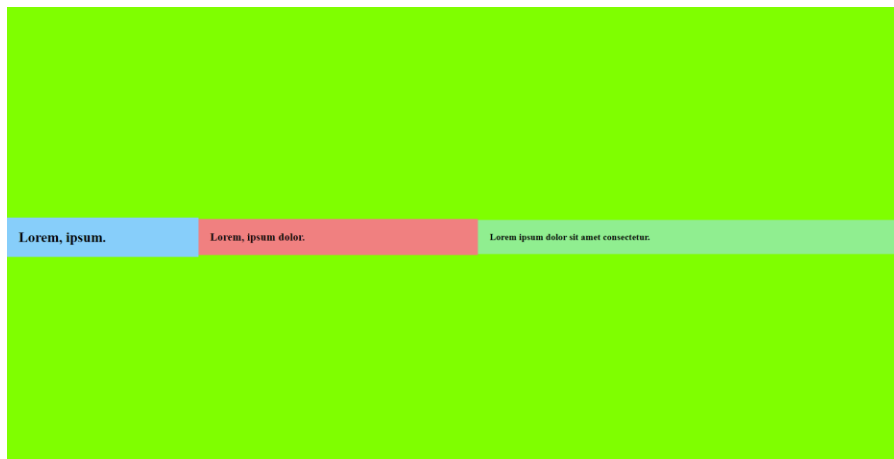 Lorem, ipsum.
Lorem, ipsum dolor.
Lorem ipsum dolor sit amet consectetur.